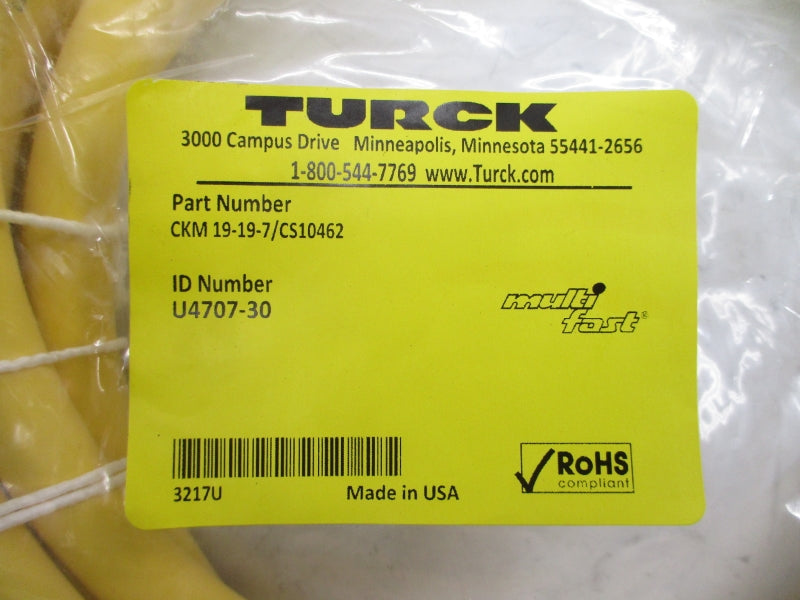 TURCK
3000 Campus Drive Minneapolis, Minnesota 55441-2656
1-800-544-7769 www.Turck.com
Part Number
CKM 19-19-7/CS10462
ID Number
U4707-30
multi
fast®
3217U Made in USA
RoHS
compliant